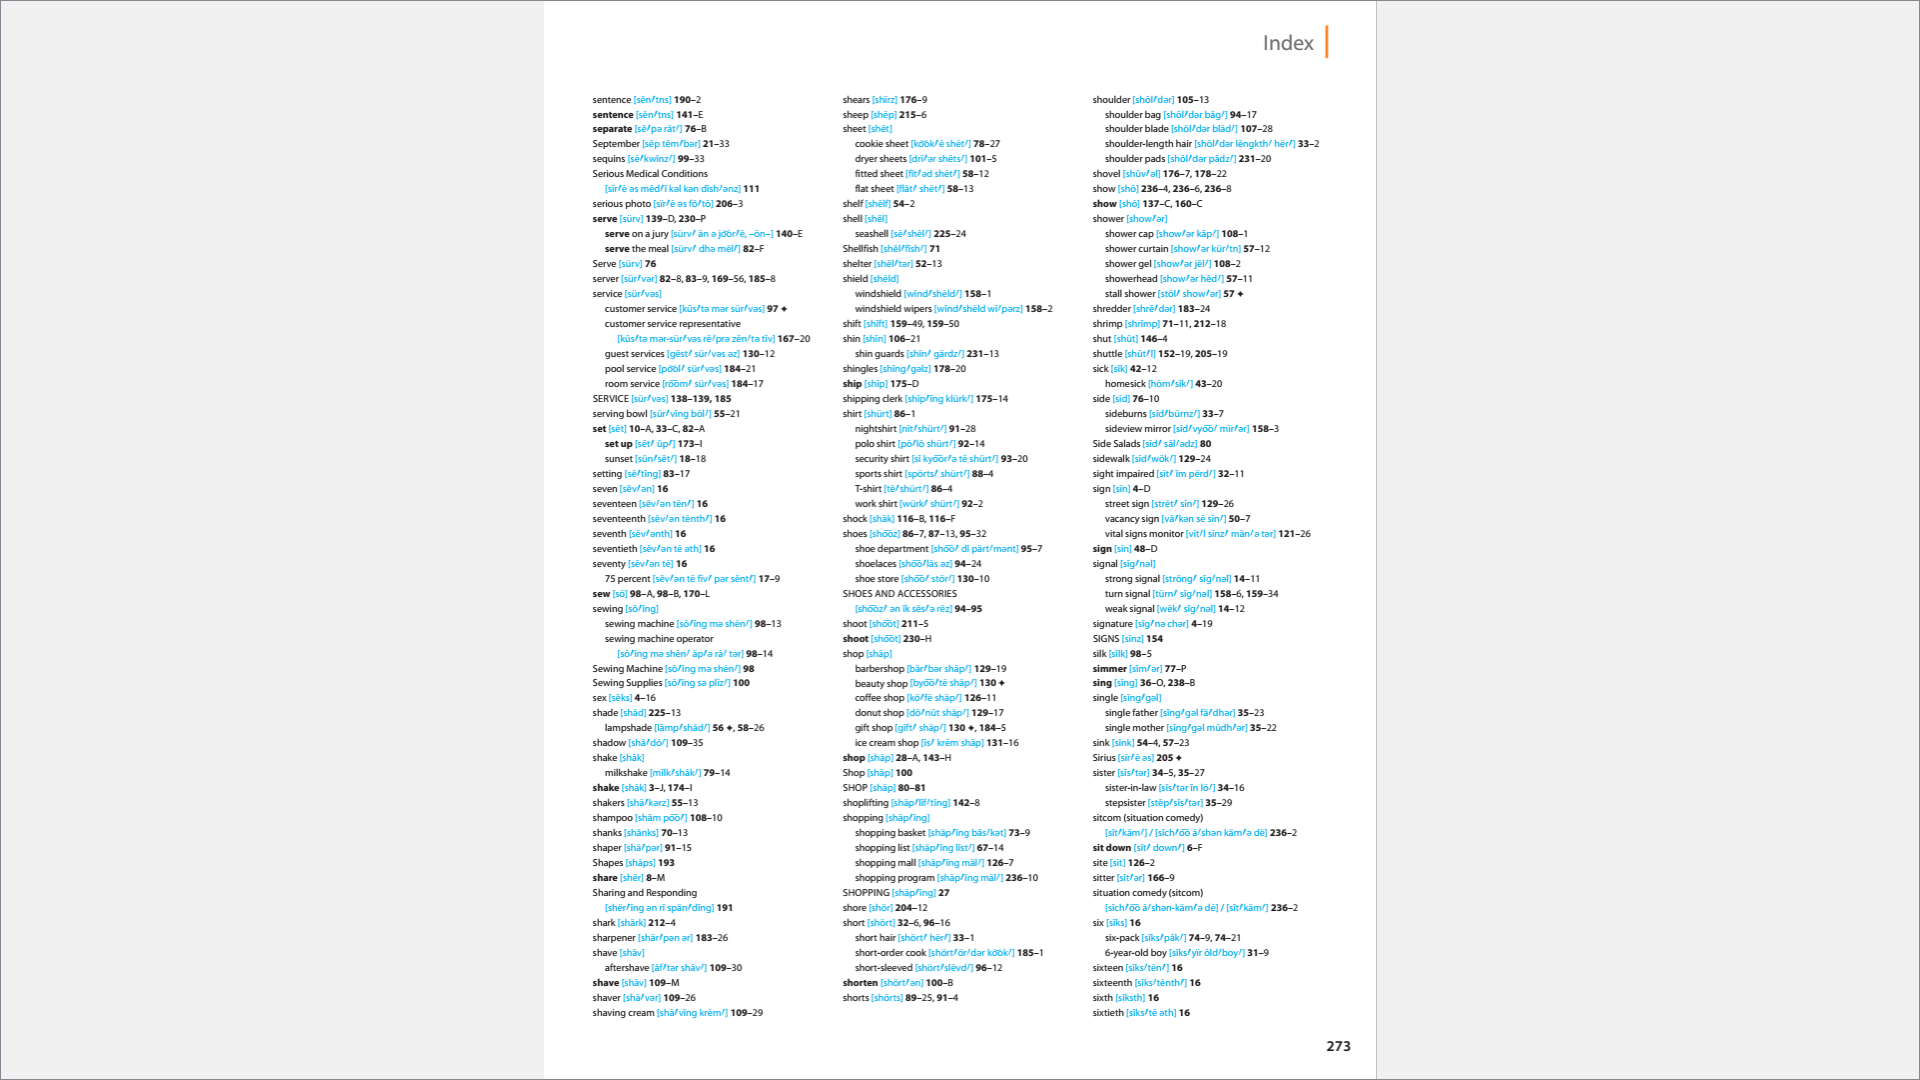 Index
sentence [sĕn′tns] 190–2
sentence [sĕn′tns] 141–E
separate [sĕ′pə rāt′] 76–B
September [sĕp tĕm′bər] 21–33
sequins [sē′kwĭnz′] 99–33
Serious Medical Conditions
[sïr′ē əs mĕd′ĭ kəl kən dĭsh′ənz] 111
serious photo [sïr′ē əs fō′tō] 206–3
serve [sürv] 139–D, 230–P
serve on a jury [sürv′ än ə jo͝or′ē, –ön–] 140–E
serve the meal [sürv′ dhə mēl′] 82–F
Serve [sürv] 76
server [sür′vər] 82–8, 83–9, 169–56, 185–8
service [sür′vəs]
customer service [kŭs′tə mər sür′vəs] 97 ✦
customer service representative
[kŭs′tə mər-sür′vəs rĕ′prə zĕn′tə tĭv] 167–20
guest services [gĕst′ sür′vəs əz] 130–12
pool service [po͞ol′ sür′vəs] 184–21
room service [ro͞om′ sür′vəs] 184–17
SERVICE [sür′vəs] 138–139, 185
serving bowl [sür′vĭng bōl′] 55–21
set [sĕt] 10–A, 33–C, 82–A
set up [sĕt′ ŭp′] 173–I
sunset [sŭn′sĕt′] 18–18
setting [sĕ′tĭng] 83–17
seven [sĕv′ən] 16
seventeen [sĕv′ən tēn′] 16
seventeenth [sĕv′ən tēnth′] 16
seventh [sĕv′ənth] 16
seventieth [sĕv′ən tē əth] 16
seventy [sĕv′ən tē] 16
75 percent [sĕv′ən tē fīv′ pər sĕnt′] 17–9
sew [sō] 98–A, 98–B, 170–L
sewing [sō′ĭng]
sewing machine [sō′ĭng mə shēn′] 98–13
sewing machine operator
[sō′ĭng mə shēn′ äp′ə rā′ tər] 98–14
Sewing Machine [sō′ĭng mə shēn′] 98
Sewing Supplies [sō′ĭng sə plīz′] 100
sex [sĕks] 4–16
shade [shād] 225–13
lampshade [lămp′shād′] 56 ✦, 58–26
shadow [shă′dō′] 109–35
shake [shāk]
milkshake [mĭlk′shāk′] 79–14
shake [shāk] 3–J, 174–I
shakers [shā′kərz] 55–13
shampoo [shăm po͞o′] 108–10
shanks [shănks] 70–13
shaper [shā′pər] 91–15
Shapes [shāps] 193
share [shër] 8–M
Sharing and Responding
[shër′ĭng ən rĭ spän′dĭng] 191
shark [shärk] 212–4
sharpener [shär′pən ər] 183–26
shave [shāv]
aftershave [ăf′tər shāv′] 109–30
shave [shāv] 109–M
shaver [shā′vər] 109–26
shaving cream [shā′vĭng krēm′] 109–29
shears [shïrz] 176–9
sheep [shēp] 215–6
sheet [shēt]
cookie sheet [ko͝ok′ē shēt′] 78–27
dryer sheets [drī′ər shēts′] 101–5
fitted sheet [fĭt′əd shēt′] 58–12
flat sheet [flăt′ shēt′] 58–13
shelf [shĕlf] 54–2
shell [shĕl]
seashell [sē′shĕl′] 225–24
Shellfish [shĕl′fĭsh′] 71
shelter [shĕl′tər] 52–13
shield [shēld]
windshield [wĭnd′shēld′] 158–1
windshield wipers [wĭnd′shēld wī′pərz] 158–2
shift [shĭft] 159–49, 159–50
shin [shĭn] 106–21
shin guards [shĭn′ gärdz′] 231–13
shingles [shĭng′gəlz] 178–20
ship [shĭp] 175–D
shipping clerk [shĭp′ĭng klürk′] 175–14
shirt [shürt] 86–1
nightshirt [nīt′shürt′] 91–28
polo shirt [pō′lō shürt′] 92–14
security shirt [sĭ kyo͝or′ə tē shürt′] 93–20
sports shirt [spörts′ shürt′] 88–4
T-shirt [tē′shürt′] 86–4
work shirt [würk′ shürt′] 92–2
shock [shäk] 116–B, 116–F
shoes [sho͞oz] 86–7, 87–13, 95–32
shoe department [sho͞o′ dĭ pärt′mənt] 95–7
shoelaces [sho͞o′lās əz] 94–24
shoe store [sho͞o′ stör′] 130–10
SHOES AND ACCESSORIES
[sho͞oz′ ən ĭk sĕs′ə rēz] 94–95
shoot [sho͞ot] 211–5
shoot [sho͞ot] 230–H
shop [shäp]
barbershop [bär′bər shäp′] 129–19
beauty shop [byo͞o′tē shäp′] 130 ✦
coffee shop [kö′fē shäp′] 126–11
donut shop [dō′nŭt shäp′] 129–17
gift shop [gĭft′ shäp′] 130 ✦, 184–5
ice cream shop [īs′ krēm shäp] 131–16
shop [shäp] 28–A, 143–H
Shop [shäp] 100
SHOP [shäp] 80–81
shoplifting [shäp′lĭf′tĭng] 142–8
shopping [shäp′ĭng]
shopping basket [shäp′ĭng băs′kət] 73–9
shopping list [shäp′ĭng lĭst′] 67–14
shopping mall [shäp′ĭng mäl′] 126–7
shopping program [shäp′ĭng mäl′] 236–10
SHOPPING [shäp′ĭng] 27
shore [shör] 204–12
short [shört] 32–6, 96–16
short hair [shört′ hër′] 33–1
short-order cook [shört′ör′dər ko͝ok′] 185–1
short-sleeved [shört′slēvd′] 96–12
shorten [shört′ən] 100–B
shorts [shörts] 89–25, 91–4
shoulder [shōl′dər] 105–13
shoulder bag [shōl′dər băg′] 94–17
shoulder blade [shōl′dər blād′] 107–28
shoulder-length hair [shōl′dər lĕngkth′ hër′] 33–2
shoulder pads [shōl′dər pădz′] 231–20
shovel [shŭv′əl] 176–7, 178–22
show [shō] 236–4, 236–6, 236–8
show [shō] 137–C, 160–C
shower [show′ər]
shower cap [show′ər kăp′] 108–1
shower curtain [show′ər kür′tn] 57–12
shower gel [show′ər jĕl′] 108–2
showerhead [show′ər hĕd′] 57–11
stall shower [stöl′ show′ər] 57 ✦
shredder [shrĕ′dər] 183–24
shrimp [shrĭmp] 71–11, 212–18
shut [shŭt] 146–4
shuttle [shŭt′l] 152–19, 205–19
sick [sĭk] 42–12
homesick [hōm′sĭk′] 43–20
side [sīd] 76–10
sideburns [sīd′bürnz′] 33–7
sideview mirror [sīd′vyo͞o′ mïr′ər] 158–3
Side Salads [sīd′ săl′ədz] 80
sidewalk [sīd′wök′] 129–24
sight impaired [sīt′ ĭm përd′] 32–11
sign [sīn] 4–D
street sign [strēt′ sīn′] 129–26
vacancy sign [vā′kən sē sīn′] 50–7
vital signs monitor [vīt′l sīnz′ män′ə tər] 121–26
sign [sīn] 48–D
signal [sĭg′nəl]
strong signal [ströng′ sĭg′nəl] 14–11
turn signal [türn′ sĭg′nəl] 158–6, 159–34
weak signal [wēk′ sĭg′nəl] 14–12
signature [sĭg′nə chər] 4–19
SIGNS [sīnz] 154
silk [sĭlk] 98–5
simmer [sĭm′ər] 77–P
sing [sĭng] 36–O, 238–B
single [sĭng′gəl]
single father [sĭng′gəl fä′dhər] 35–23
single mother [sĭng′gəl mŭdh′ər] 35–22
sink [sĭnk] 54–4, 57–23
Sirius [sïr′ē əs] 205 ✦
sister [sĭs′tər] 34–5, 35–27
sister-in-law [sĭs′tər ĭn lö′] 34–16
stepsister [stĕp′sĭs′tər] 35–29
sitcom (situation comedy)
[sĭt′käm′] / [sĭch′o͞o ā′shən käm′ə dē] 236–2
sit down [sĭt′ down′] 6–F
site [sīt] 126–2
sitter [sĭt′ər] 166–9
situation comedy (sitcom)
[sĭch′o͞o ā′shən-käm′ə dē] / [sĭt′käm′] 236–2
six [sĭks] 16
six-pack [sĭks′păk′] 74–9, 74–21
6-year-old boy [sĭks′yïr ōld′boy′] 31–9
sixteen [sĭks′tēn′] 16
sixteenth [sĭks′tēnth′] 16
sixth [sĭksth] 16
sixtieth [sĭks′tē əth] 16
273